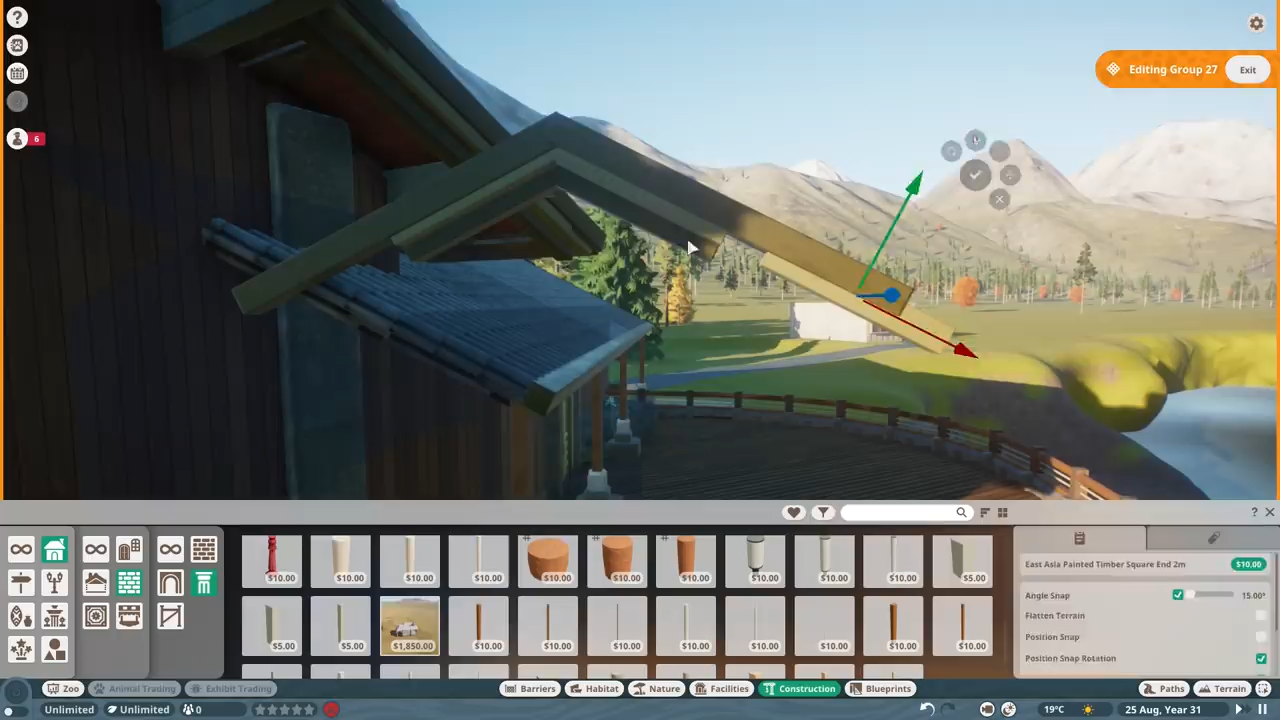 ?
Editing Group 27
Exit
6
? ×
$10.00 $10.00 $10.00 $10.00 $10.00 $10.00 $10.00 $10.00 $10.00 $10.00 $5.00
East Asia Painted Timber Square End 2m $10.00
Angle Snap 15.00°
Flatten Terrain
Position Snap
Position Snap Rotation
$5.00 $5.00 $1,850.00 $10.00 $10.00 $10.00 $10.00 $10.00 $10.00 $10.00 $10.00
Zoo Animal Trading Exhibit Trading Barriers Habitat Nature Facilities Construction Blueprints Paths Terrain
Unlimited Unlimited 0 19°C 25 Aug, Year 31